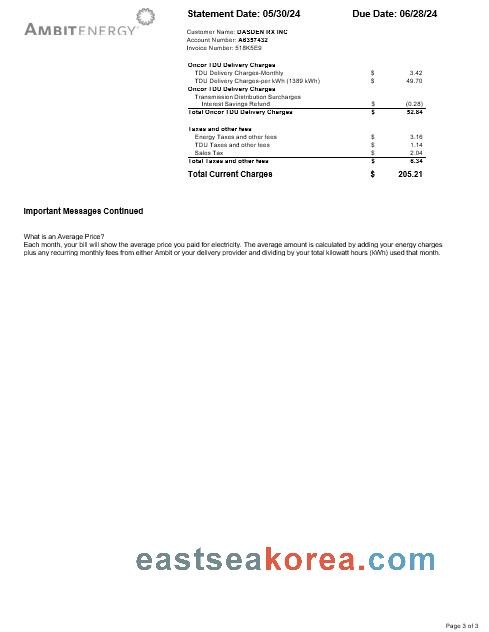 AMBITENERGY
Statement Date: 05/30/24 Due Date: 06/28/24
Customer Name: DASDEN RX INC
Account Number: A6357432
Invoice Number: 518K5E9
Oncor TDU Delivery Charges
TDU Delivery Charges-Monthly $ 3.42
TDU Delivery Charges-per kWh (1389 kWh) $ 49.70
Oncor TDU Delivery Charges
Transmission Distribution Surcharges
Interest Savings Refund $ (0.28)
Total Oncor TDU Delivery Charges $ 52.84
Taxes and other fees
Energy Taxes and other fees $ 3.16
TDU Taxes and other fees $ 1.14
Sales Tax $ 2.04
Total Taxes and other fees $ 6.34
Total Current Charges $ 205.21
Important Messages Continued
What is an Average Price?
Each month, your bill will show the average price you paid for electricity. The average amount is calculated by adding your energy charges
plus any recurring monthly fees from either Ambit or your delivery provider and dividing by your total kilowatt hours (kWh) used that month.
eastseakorea.com
Page 3 of 3